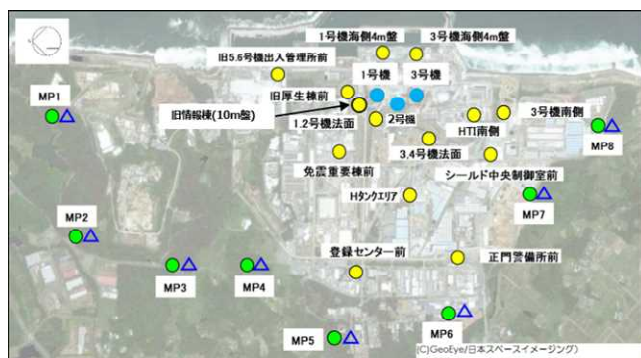 1号機海側4m盤
3号機海側4m盤
旧5.6号機出入管理所前
1号機
3号機
MP1
旧厚生棟前
旧情報棟(10m盤)
2号機
1.2号機法面
3号機南側
HTI南側
MP8
3.4号機法面
免震重要棟前
シールド中央制御室前
Hタンクエリア
MP7
MP2
登録センター前
正門警備所前
MP3
MP4
MP5
MP6
(C)GeoEye/日本スペースイメージング)